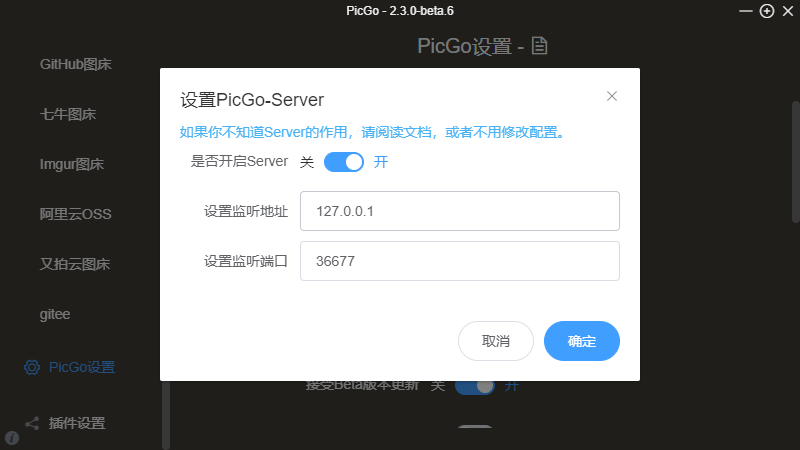 PicGo - 2.3.0-beta.6
GitHub图床
七牛图床
Imgur图床
阿里云OSS
又拍云图床
gitee
PicGo设置
插件设置
PicGo设置 -
设置PicGo-Server
如果你不知道Server的作用，请阅读文档，或者不用修改配置。
是否开启Server 关 开
设置监听地址 127.0.0.1
设置监听端口 36677
取消 确定
接受Beta版本更新 关 开